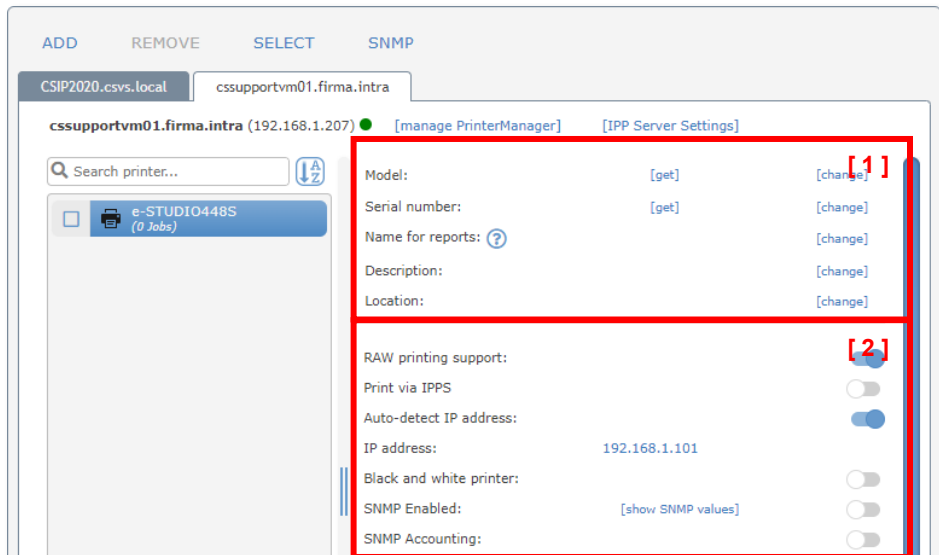 ADD REMOVE SELECT SNMP
CSIP2020.csvs.local cssupportvm01.firma.intra
cssupportvm01.firma.intra (192.168.1.207) [manage PrinterManager] [IPP Server Settings]
Search printer... A Z
e-STUDIO448S
(0 Jobs)
Model: [get] [change] [ 1 ]
Serial number: [get] [change]
Name for reports: ? [change]
Description: [change]
Location: [change]
[ 2 ]
RAW printing support:
Print via IPPS
Auto-detect IP address:
IP address: 192.168.1.101
Black and white printer:
SNMP Enabled: [show SNMP values]
SNMP Accounting: